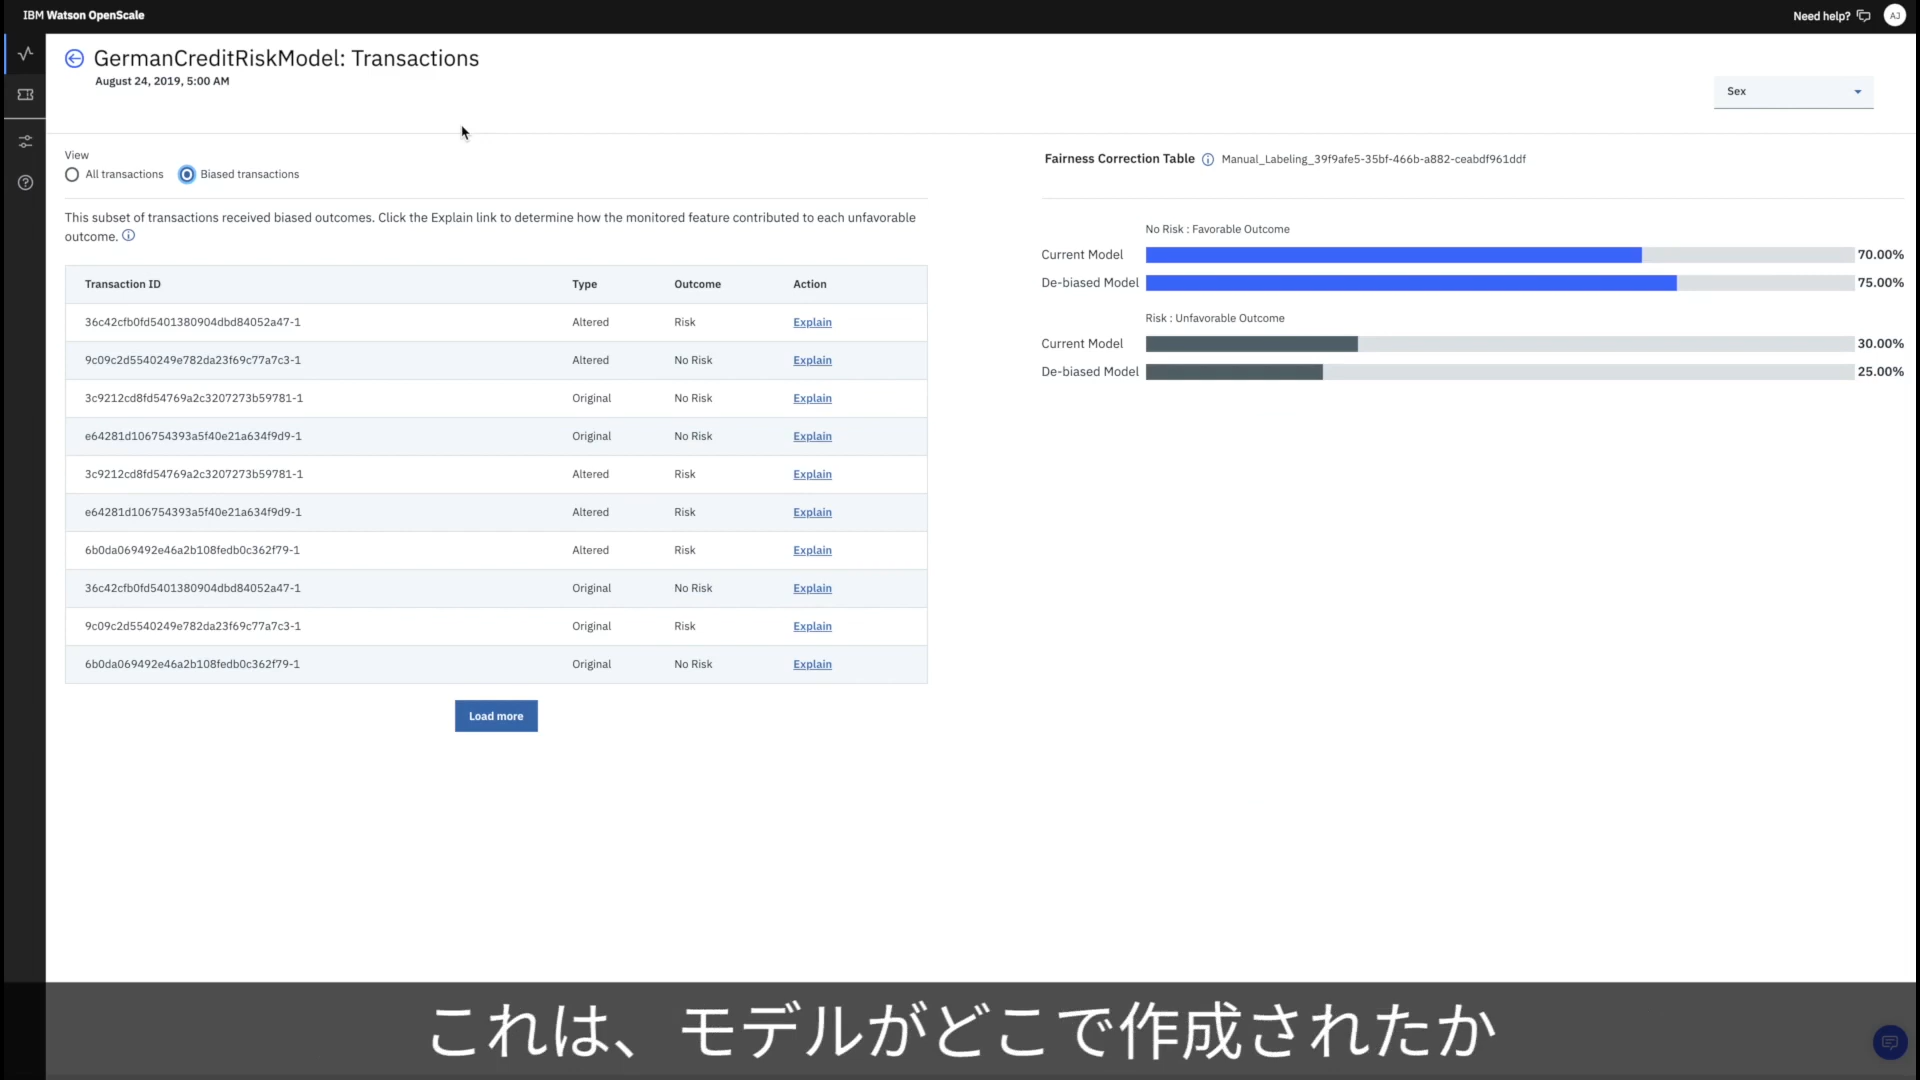 IBM Watson OpenScale
Need help?
AJ
GermanCreditRiskModel: Transactions
August 24, 2019, 5:00 AM
Sex
View
All transactions
Biased transactions
This subset of transactions received biased outcomes. Click the Explain link to determine how the monitored feature contributed to each unfavorable
outcome.
Transaction ID Type Outcome Action
36c42cfb0fd5401380904dbd84052a47-1 Altered Risk Explain
9c09c2d5540249e782da23f69c77a7c3-1 Altered No Risk Explain
3c9212cd8fd54769a2c3207273b59781-1 Original No Risk Explain
e64281d106754393a5f40e21a634f9d9-1 Original No Risk Explain
3c9212cd8fd54769a2c3207273b59781-1 Altered Risk Explain
e64281d106754393a5f40e21a634f9d9-1 Altered Risk Explain
6b0da069492e46a2b108fedb0c362f79-1 Altered Risk Explain
36c42cfb0fd5401380904dbd84052a47-1 Original No Risk Explain
9c09c2d5540249e782da23f69c77a7c3-1 Original Risk Explain
6b0da069492e46a2b108fedb0c362f79-1 Original No Risk Explain
Load more
Fairness Correction Table Manual_Labeling_39f9afe5-35bf-466b-a882-ceabdf961ddf
No Risk : Favorable Outcome
Current Model 70.00%
De-biased Model 75.00%
Risk : Unfavorable Outcome
Current Model 30.00%
De-biased Model 25.00%
これは、モデルがどこで作成されたか